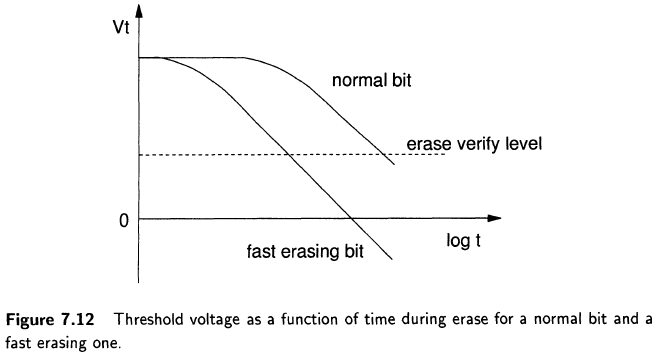 Vt
normal bit
erase verify level
0
log t
fast erasing bit
Figure 7.12 Threshold voltage as a function of time during erase for a normal bit and a
fast erasing one.